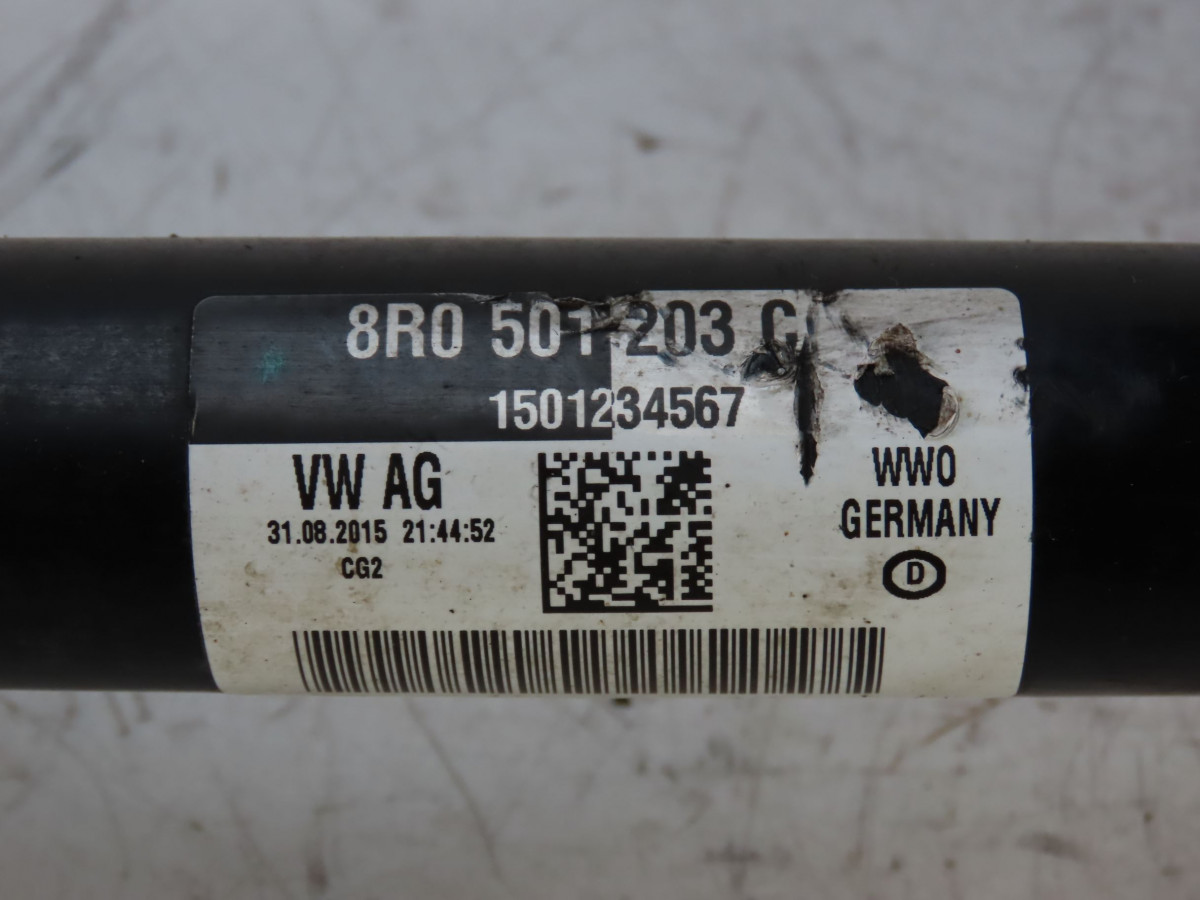 8R0 501 203 C
1501234567
VW AG
31.08.2015 21:44:52
CG2
WWO
GERMANY
D